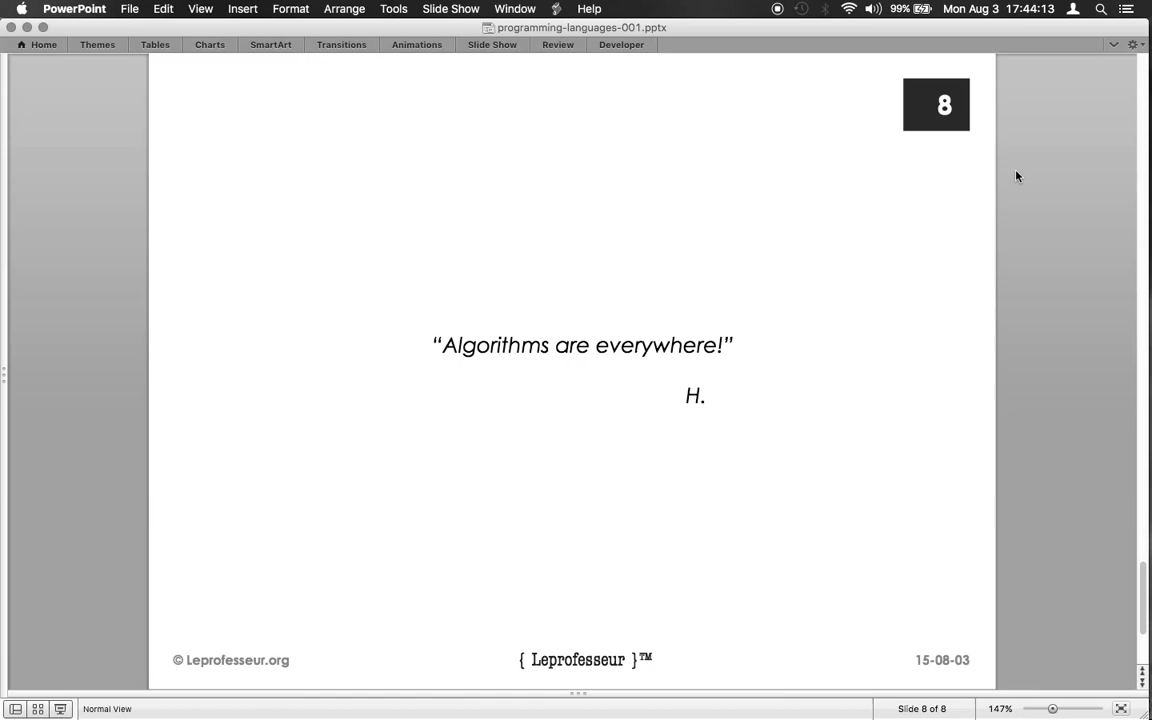 PowerPoint File Edit View Insert Format Arrange Tools Slide Show Window Help 99% Mon Aug 3 17:44:13
programming-languages-001.pptx
Home Themes Tables Charts SmartArt Transitions Animations Slide Show Review Developer
8
“Algorithms are everywhere!”
H.
© Leprofesseur.org { Leprofesseur }™ 15-08-03
Normal View Slide 8 of 8 147%